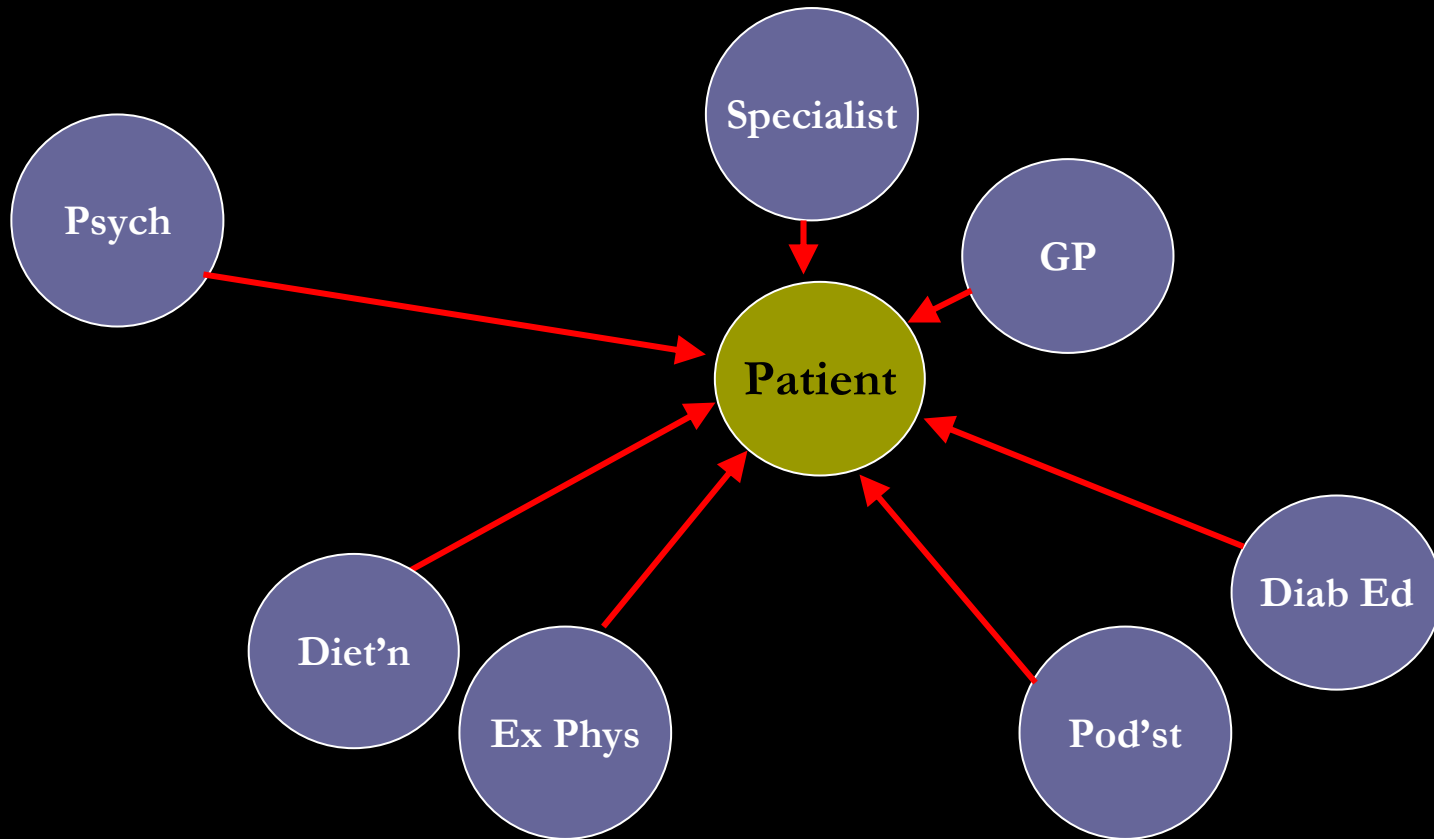 Specialist
Psych
GP
Patient
Diab Ed
Diet’n
Ex Phys
Pod’st